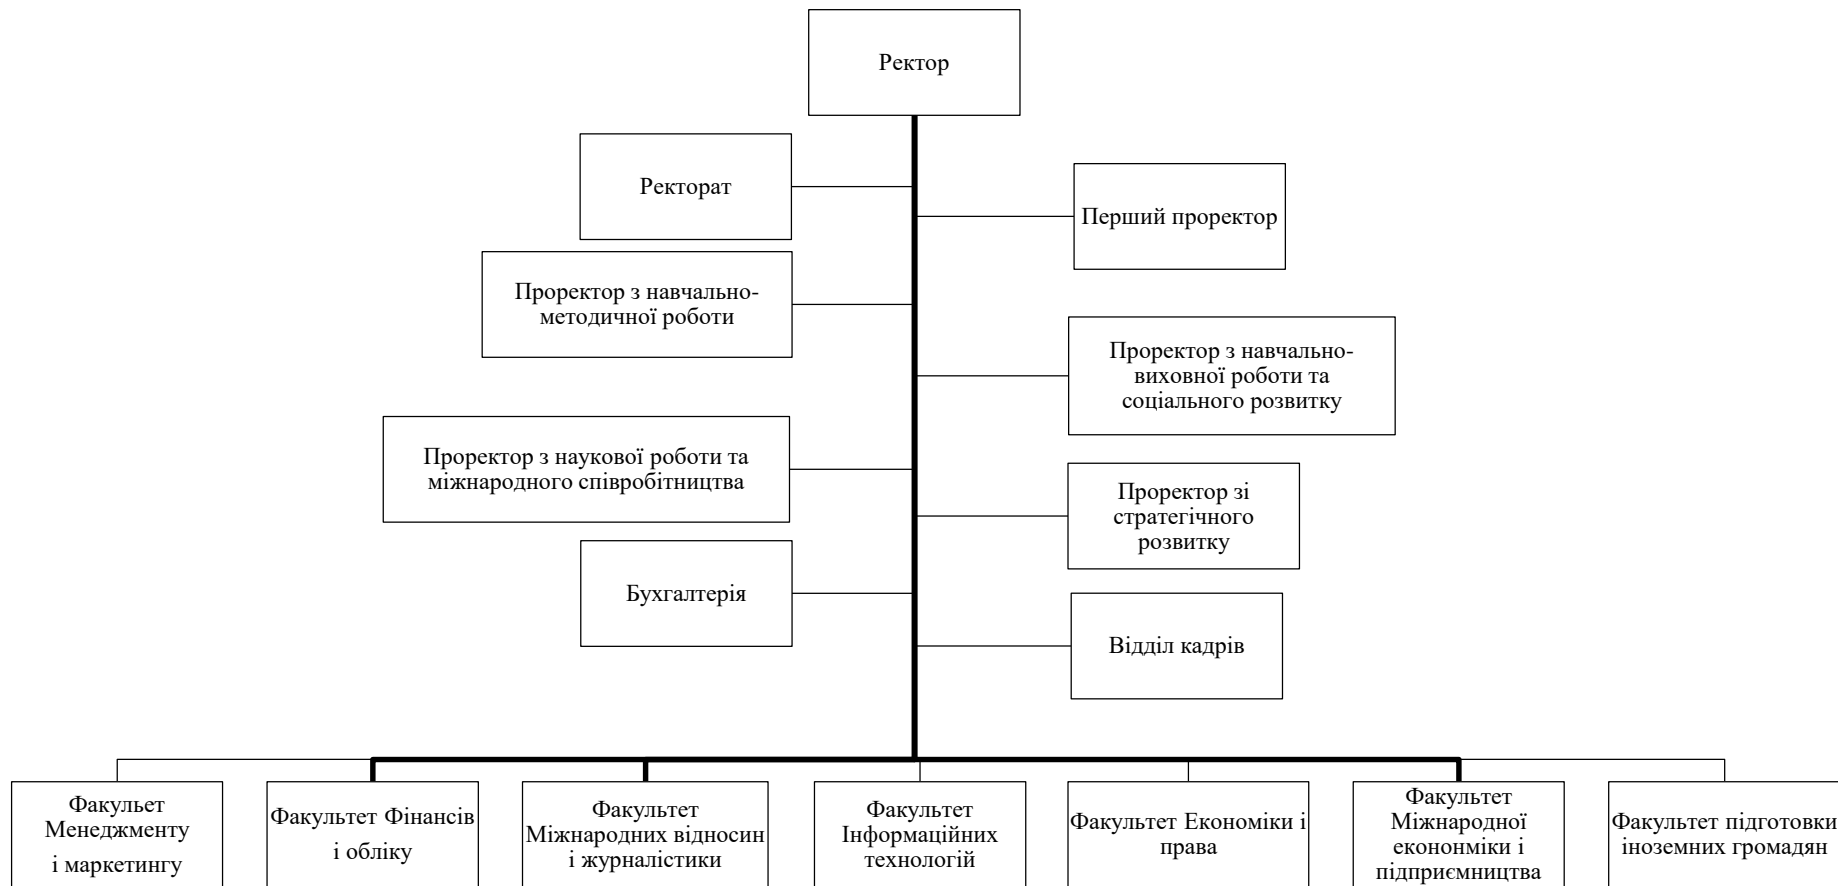 Ректор
Ректорат
Перший проректор
Проректор з навчально-
методичної роботи
Проректор з навчально-
виховної роботи та
соціального розвитку
Проректор з наукової роботи та
міжнародного співробітництва
Проректор зі
стратегічного
розвитку
Бухгалтерія
Відділ кадрів
Факульет
Менеджменту
і маркетингу
Факультет Фінансів
і обліку
Факультет
Міжнародних відносин
і журналістики
Факультет
Інформаційних
технологій
Факультет Економіки і
права
Факультет
Міжнародної
екононміки і
підприємництва
Факультет підготовки
іноземних громадян